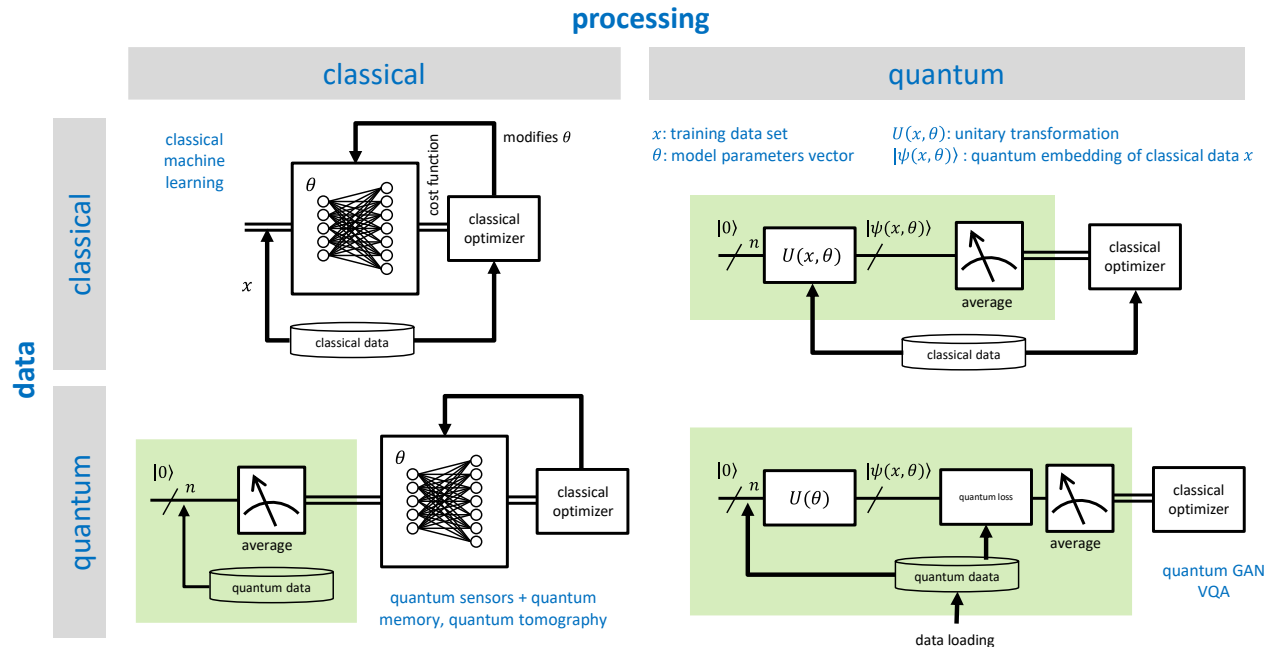 processing
classical
quantum
data
classical
quantum
classical
machine
learning
θ
cost function
modifies θ
classical
optimizer
x
classical data
x: training data set
θ: model parameters vector
U(x, θ): unitary transformation
|ψ(x, θ)⟩ : quantum embedding of classical data x
|0⟩
n
U(x, θ)
|ψ(x, θ)⟩
average
classical
optimizer
classical data
|0⟩
n
average
quantum data
θ
classical
optimizer
quantum sensors + quantum
memory, quantum tomography
|0⟩
n
U(θ)
|ψ(x, θ)⟩
quantum loss
average
classical
optimizer
quantum daata
data loading
quantum GAN
VQA